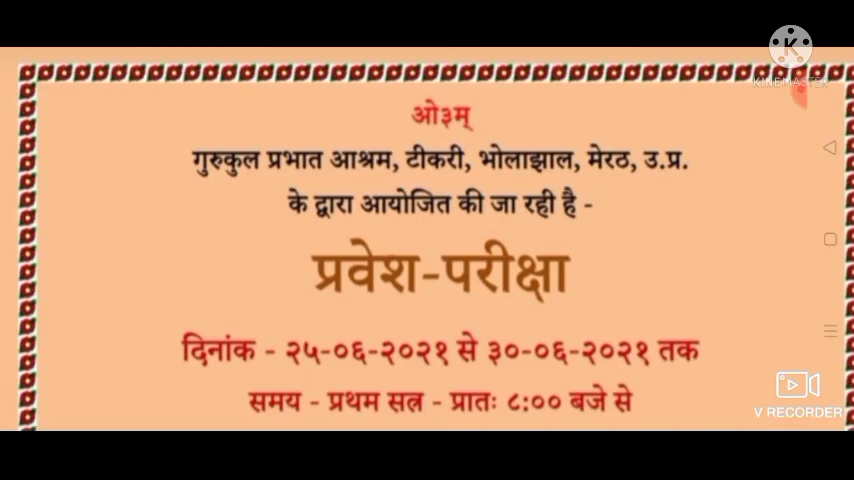 ओ३म्
गुरुकुल प्रभात आश्रम, टीकरी, भोलाझाल, मेरठ, उ.प्र.
के द्वारा आयोजित की जा रही है -
प्रवेश-परीक्षा
दिनांक - २५-०६-२०२१ से ३०-०६-२०२१ तक
समय - प्रथम सत्र - प्रातः ८:०० बजे से
K
KINEMASTER
V RECORDER